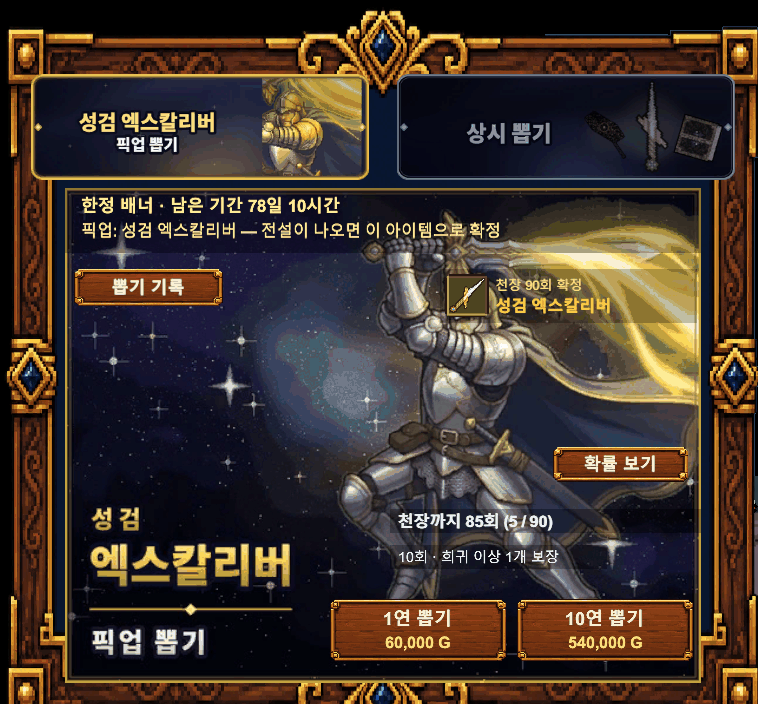 성검 엑스칼리버
픽업 뽑기
상시 뽑기
한정 배너 · 남은 기간 78일 10시간
픽업: 성검 엑스칼리버 — 전설이 나오면 이 아이템으로 확정
뽑기 기록
천장 90회 확정
성검 엑스칼리버
확률 보기
천장까지 85회 (5 / 90)
10회 · 희귀 이상 1개 보장
성검
엑스칼리버
픽업 뽑기
1연 뽑기
60,000 G
10연 뽑기
540,000 G